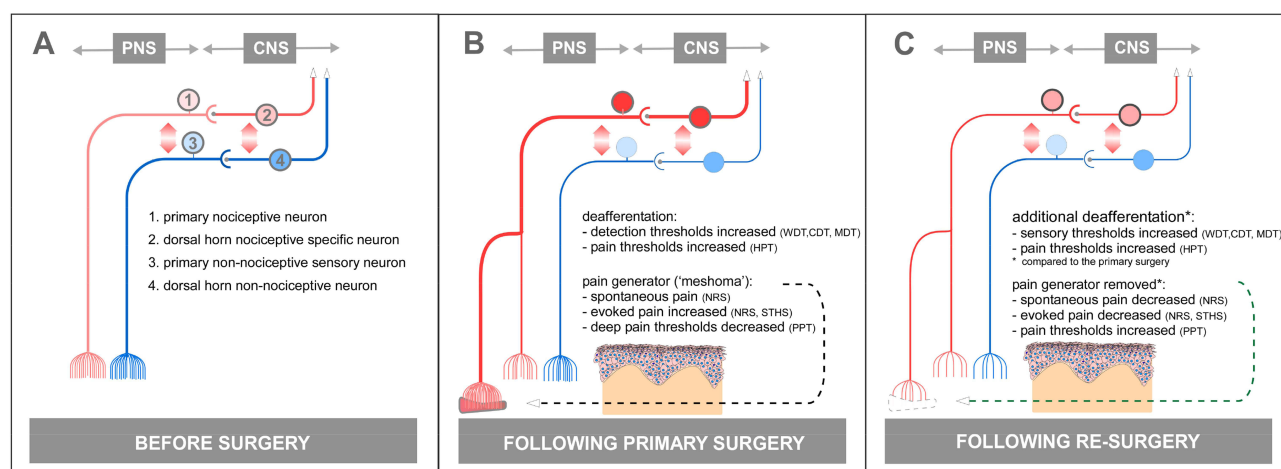 A
PNS
CNS
1
2
3
4
1. primary nociceptive neuron
2. dorsal horn nociceptive specific neuron
3. primary non-nociceptive sensory neuron
4. dorsal horn non-nociceptive neuron
BEFORE SURGERY
B
PNS
CNS
deafferentation:
- detection thresholds increased (WDT,CDT, MDT)
- pain thresholds increased (HPT)
pain generator (‘meshoma’):
- spontaneous pain (NRS)
- evoked pain increased (NRS, STHS)
- deep pain thresholds decreased (PPT)
FOLLOWING PRIMARY SURGERY
C
PNS
CNS
additional deafferentation*:
- sensory thresholds increased (WDT,CDT, MDT)
- pain thresholds increased (HPT)
* compared to the primary surgery
pain generator removed*:
- spontaneous pain decreased (NRS)
- evoked pain decreased (NRS, STHS)
- pain thresholds increased (PPT)
FOLLOWING RE-SURGERY